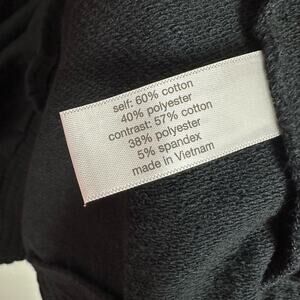 self: 60% cotton
40% polyester
contrast: 57% cotton
38% polyester
5% spandex
made in Vietnam